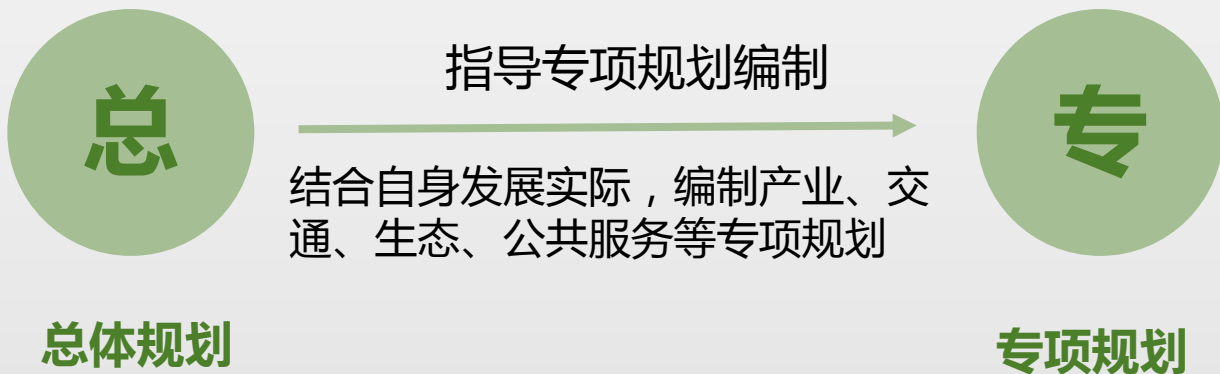 总
指导专项规划编制
专
结合自身发展实际，编制产业、交
通、生态、公共服务等专项规划
总体规划
专项规划